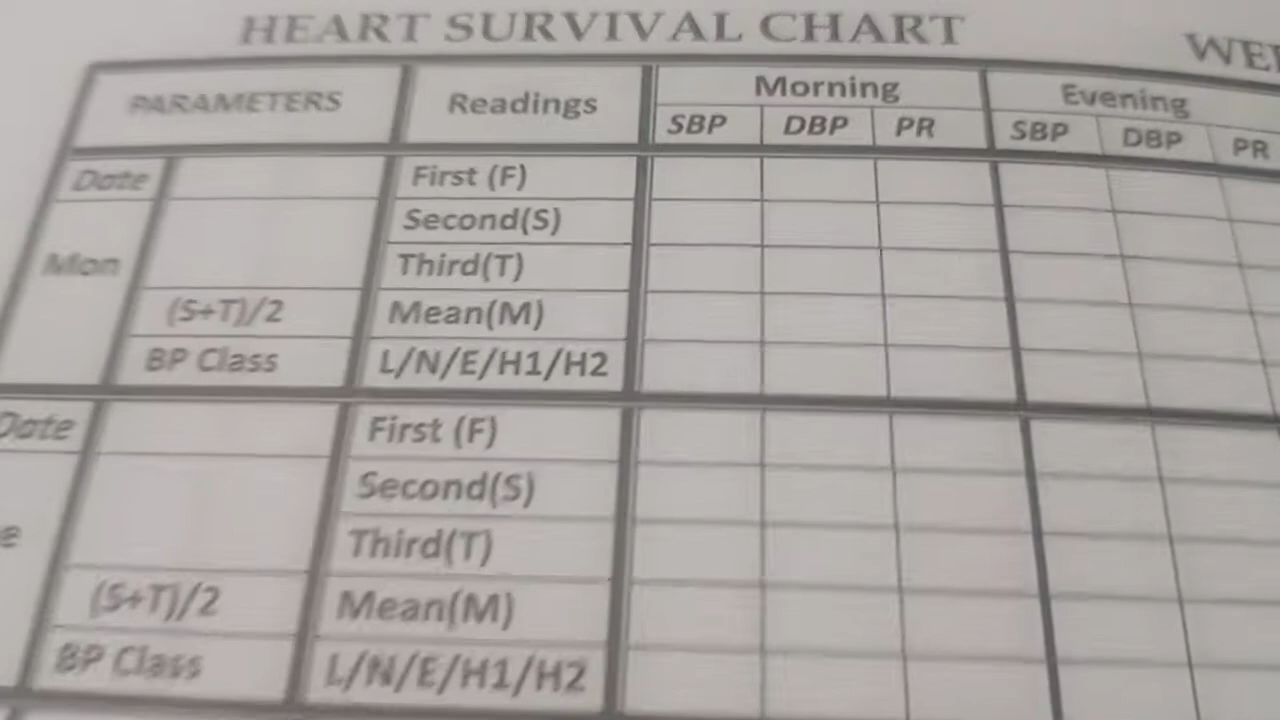 HEART SURVIVAL CHART
PARAMETERS Readings Morning Evening
SBP DBP PR SBP DBP PR
Date First (F)
Second(S)
Mon Third(T)
(S+T)/2 Mean(M)
BP Class L/N/E/H1/H2
Date First (F)
Second(S)
Third(T)
(S+T)/2 Mean(M)
BP Class L/N/E/H1/H2